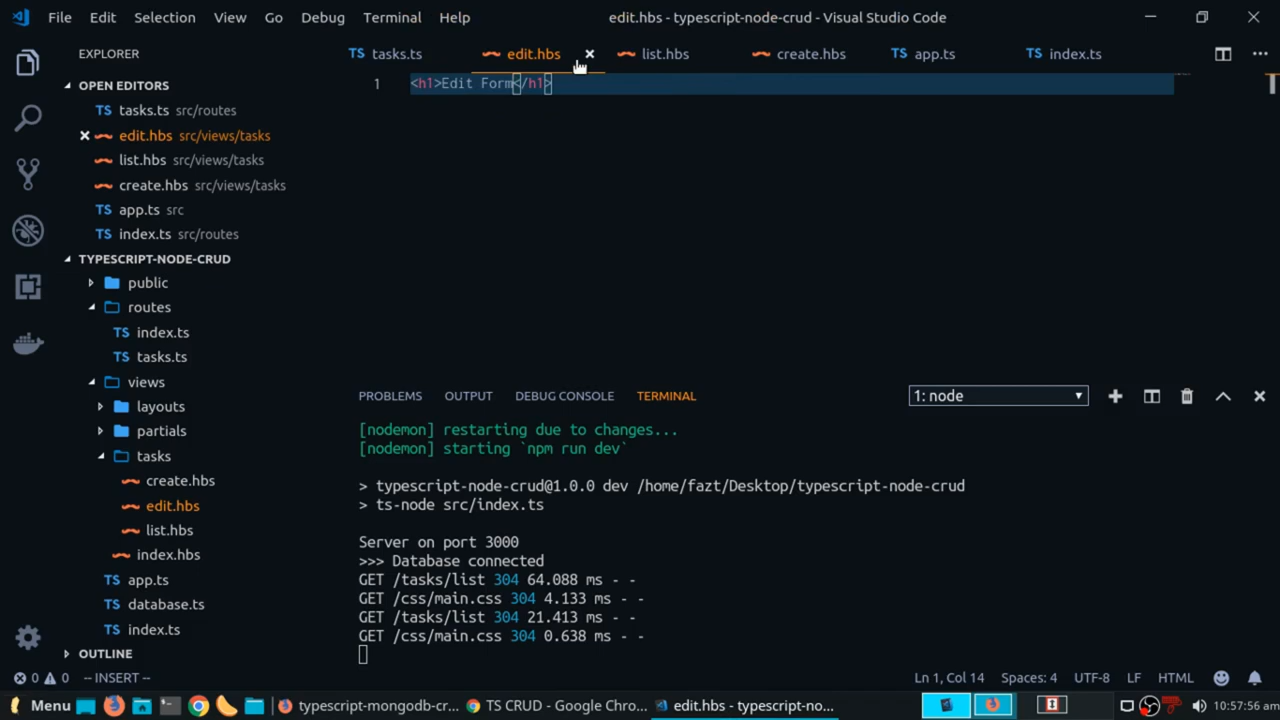 File Edit Selection View Go Debug Terminal Help edit.hbs - typescript-node-crud - Visual Studio Code
EXPLORER
TS tasks.ts edit.hbs list.hbs create.hbs TS app.ts TS index.ts
OPEN EDITORS
TS tasks.ts src/routes
edit.hbs src/views/tasks
list.hbs src/views/tasks
create.hbs src/views/tasks
TS app.ts src
TS index.ts src/routes
TYPESCRIPT-NODE-CRUD
public
routes
TS index.ts
TS tasks.ts
views
layouts
partials
tasks
create.hbs
edit.hbs
list.hbs
index.hbs
TS app.ts
TS database.ts
TS index.ts
OUTLINE
1 <h1>Edit Form</h1>
PROBLEMS OUTPUT DEBUG CONSOLE TERMINAL 1: node
[nodemon] restarting due to changes...
[nodemon] starting `npm run dev`
> typescript-node-crud@1.0.0 dev /home/fazt/Desktop/typescript-node-crud
> ts-node src/index.ts
Server on port 3000
>>> Database connected
GET /tasks/list 304 64.088 ms - -
GET /css/main.css 304 4.133 ms - -
GET /tasks/list 304 21.413 ms - -
GET /css/main.css 304 0.638 ms - -
0 0 -- INSERT -- Ln 1, Col 14 Spaces: 4 UTF-8 LF HTML
Menu typescript-mongodb-cr... TS CRUD - Google Chro... edit.hbs - typescript-no... 10:57:56 am